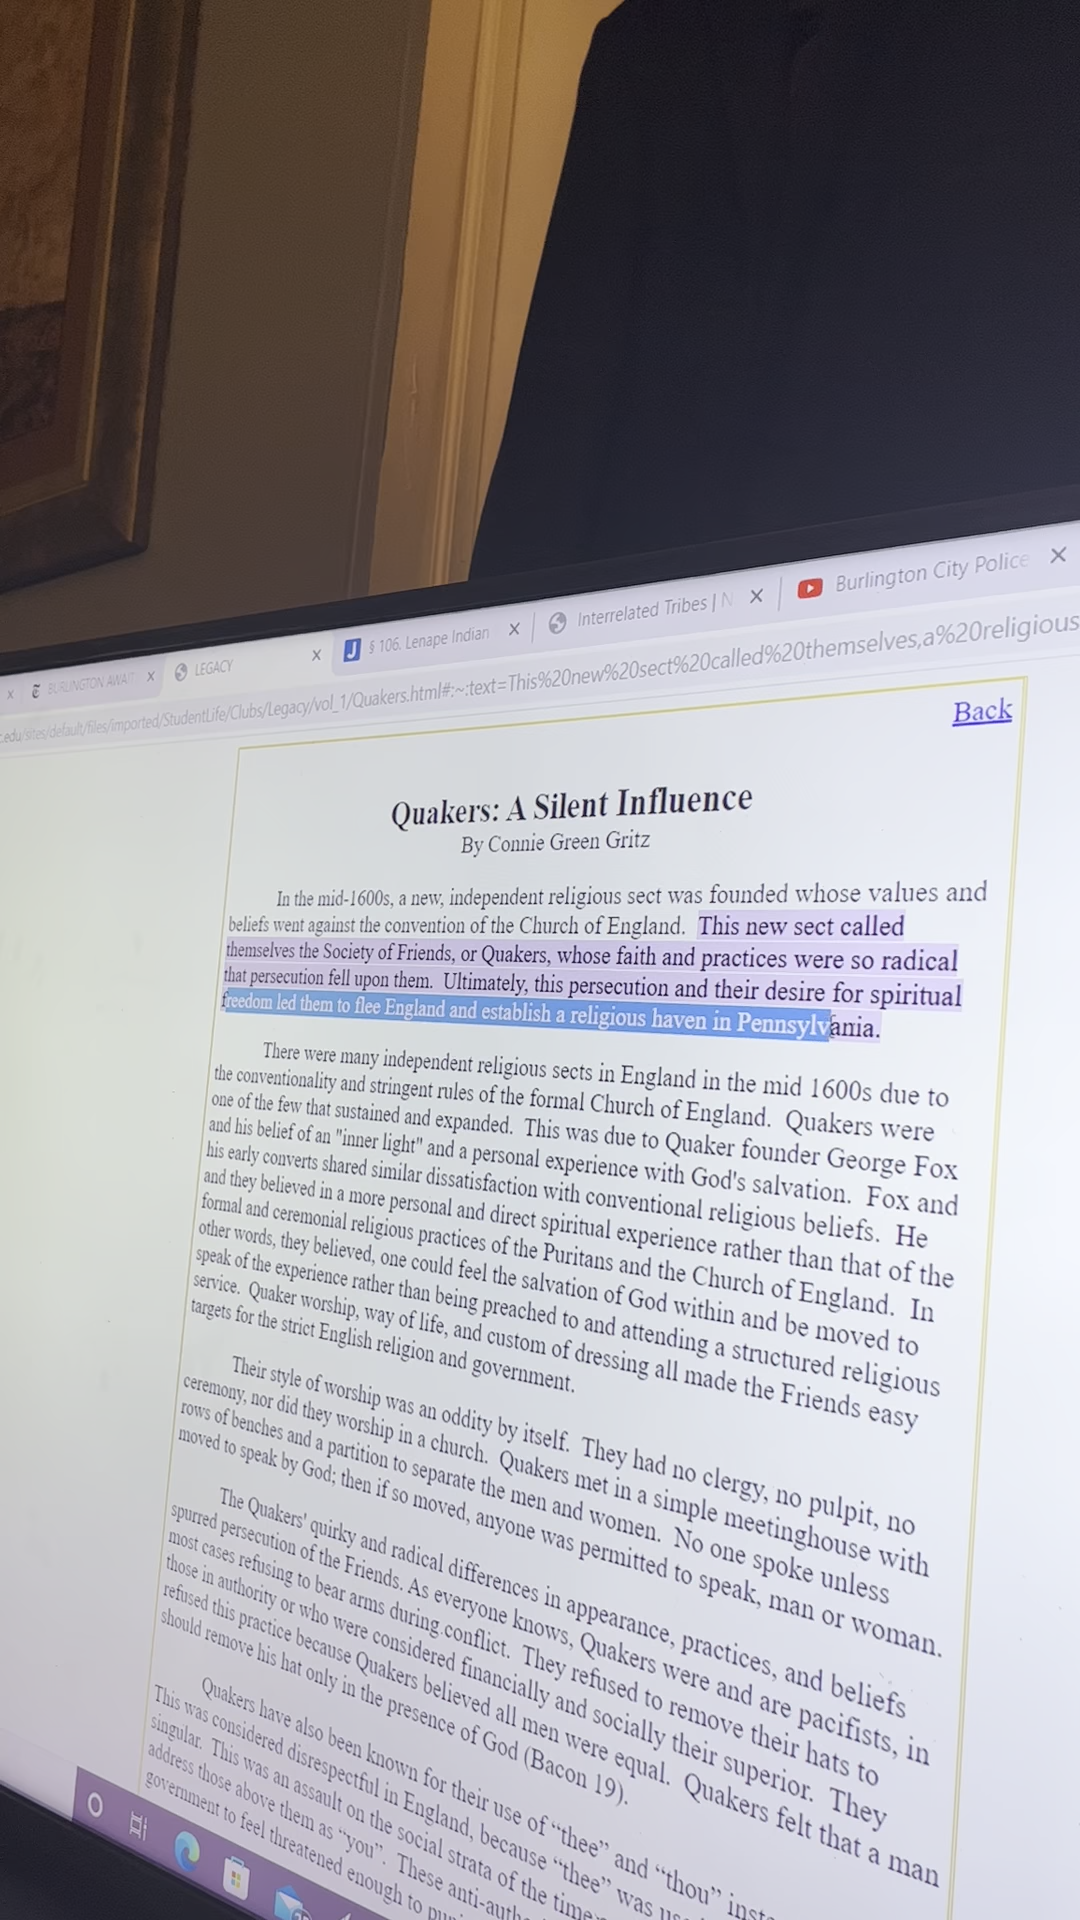 BURLINGTON AWAIT
LEGACY
§ 106. Lenape Indian
Interrelated Tribes | N
Burlington City Police
.edu/sites/default/files/imported/StudentLife/Clubs/Legacy/vol_1/Quakers.html#:~:text=This%20new%20sect%20called%20themselves,a%20religious
Back
Quakers: A Silent Influence
By Connie Green Gritz
In the mid-1600s, a new, independent religious sect was founded whose values and
beliefs went against the convention of the Church of England. This new sect called
themselves the Society of Friends, or Quakers, whose faith and practices were so radical
that persecution fell upon them. Ultimately, this persecution and their desire for spiritual
freedom led them to flee England and establish a religious haven in Pennsylvania.
There were many independent religious sects in England in the mid 1600s due to
the conventionality and stringent rules of the formal Church of England. Quakers were
one of the few that sustained and expanded. This was due to Quaker founder George Fox
and his belief of an "inner light" and a personal experience with God's salvation. Fox and
his early converts shared similar dissatisfaction with conventional religious beliefs. He
and they believed in a more personal and direct spiritual experience rather than that of the
formal and ceremonial religious practices of the Puritans and the Church of England. In
other words, they believed, one could feel the salvation of God within and be moved to
speak of the experience rather than being preached to and attending a structured religious
service. Quaker worship, way of life, and custom of dressing all made the Friends easy
targets for the strict English religion and government.
Their style of worship was an oddity by itself. They had no clergy, no pulpit, no
ceremony, nor did they worship in a church. Quakers met in a simple meetinghouse with
rows of benches and a partition to separate the men and women. No one spoke unless
moved to speak by God; then if so moved, anyone was permitted to speak, man or woman.
The Quakers' quirky and radical differences in appearance, practices, and beliefs
spurred persecution of the Friends. As everyone knows, Quakers were and are pacifists, in
most cases refusing to bear arms during conflict. They refused to remove their hats to
those in authority or who were considered financially and socially their superior. They
refused this practice because Quakers believed all men were equal. Quakers felt that a man
should remove his hat only in the presence of God (Bacon 19).
Quakers have also been known for their use of “thee” and “thou” inst
This was considered disrespectful in England, because “thee” was us
singular. This was an assault on the social strata of the time
address those above them as “you”. These anti-auth
government to feel threatened enough to pu